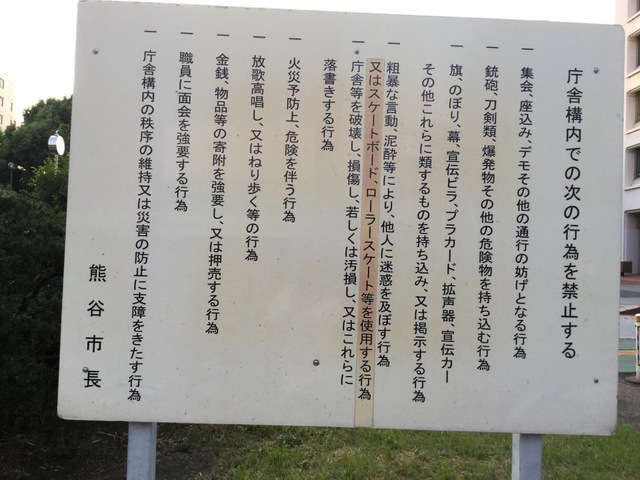 庁舎構内での次の行為を禁止する
一 集会、座込み、デモその他の通行の妨げとなる行為
一 銃砲、刀剣類、爆発物その他の危険物を持ち込む行為
一 旗、のぼり、幕、宣伝ビラ、プラカード、拡声器、宣伝カー
その他これらに類するものを持ち込み、又は掲示する行為
一 粗暴な言動、泥酔等により、他人に迷惑を及ぼす行為
又はスケートボード、ローラースケート等を使用する行為
一 庁舎等を破壊し、損傷し、若しくは汚損し、又はこれらに
落書きする行為
一 火災予防上、危険を伴う行為
一 放歌高唱し、又はねり歩く等の行為
一 金銭、物品等の寄附を強要し、又は押売する行為
一 職員に面会を強要する行為
一 庁舎構内の秩序の維持又は災害の防止に支障をきたす行為
熊谷市長